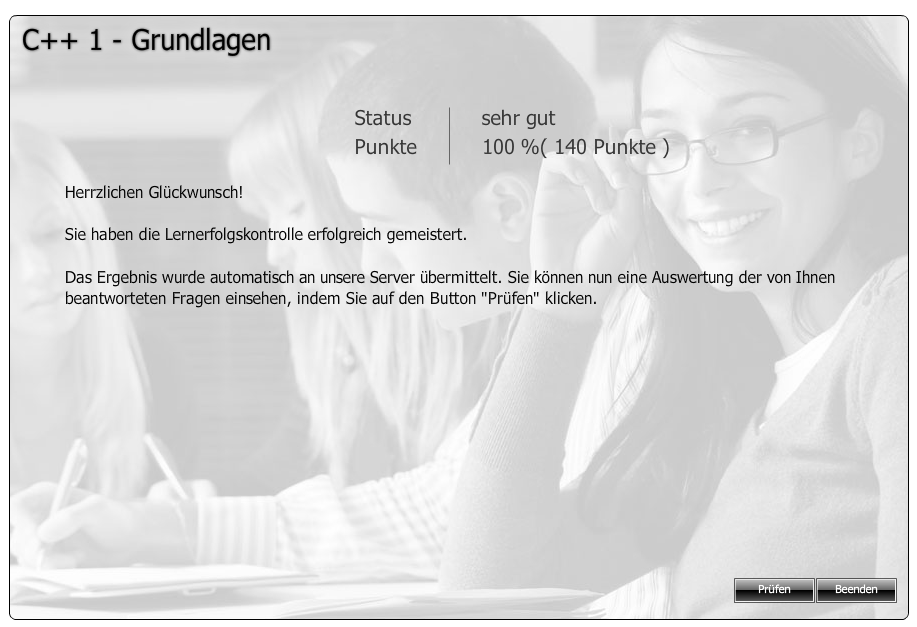 C++ 1 - Grundlagen
Status sehr gut
Punkte 100 %( 140 Punkte )
Herrzlichen Glückwunsch!
Sie haben die Lernerfolgskontrolle erfolgreich gemeistert.
Das Ergebnis wurde automatisch an unsere Server übermittelt. Sie können nun eine Auswertung der von Ihnen
beantworteten Fragen einsehen, indem Sie auf den Button "Prüfen" klicken.
Prüfen Beenden